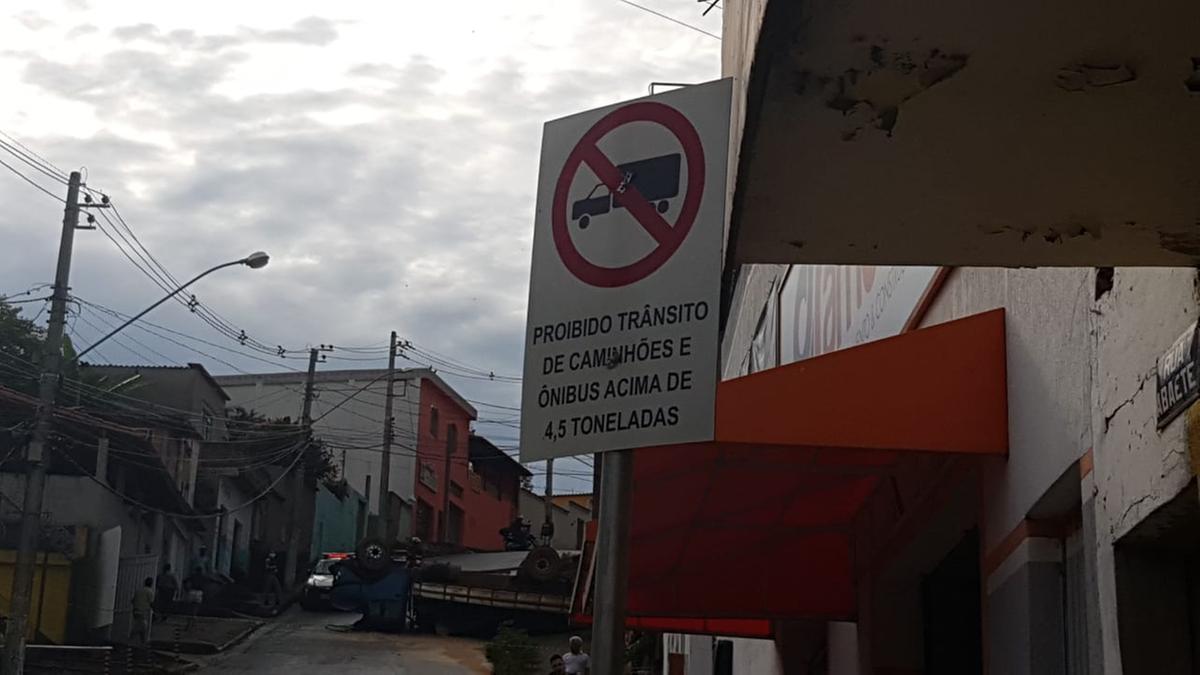 PROIBIDO TRÂNSITO
DE CAMINHÕES E
ÔNIBUS ACIMA DE
4,5 TONELADAS
ABAETE